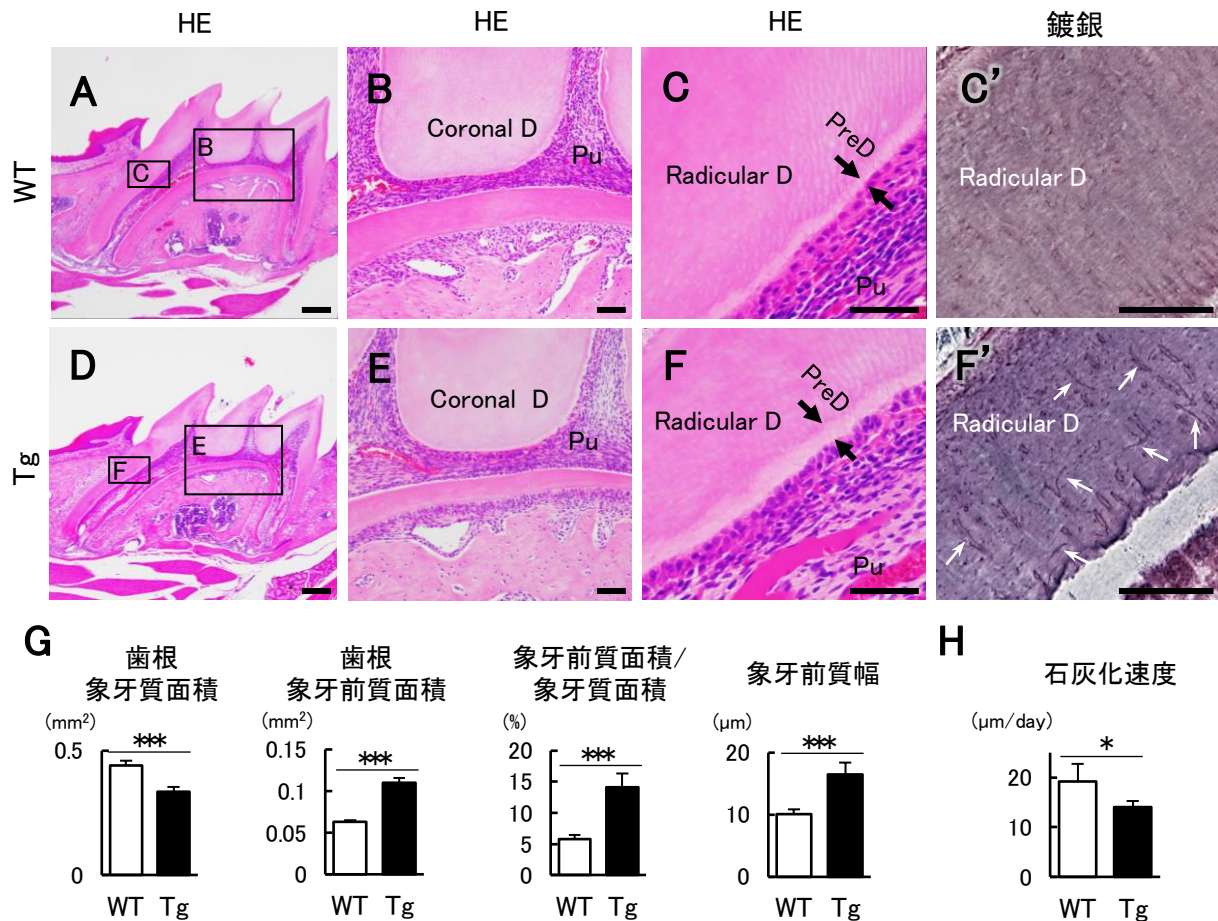 HE HE HE 鍍銀
WT
A
B
C
B
Coronal D
Pu
C
PreD
Radicular D
Pu
C’
Radicular D
Tg
D
E
F
E
Coronal D
Pu
F
PreD
Radicular D
Pu
F’
Radicular D
G
歯根
象牙質面積
(mm²)
***
0.5
0
WT Tg
歯根
象牙前質面積
(mm²)
***
0.15
0.1
0.05
0
WT Tg
象牙前質面積/
象牙質面積
(%)
***
20
15
10
5
0
WT Tg
象牙前質幅
(μm)
***
20
10
0
WT Tg
H
石灰化速度
(μm/day)
*
20
10
0
WT Tg